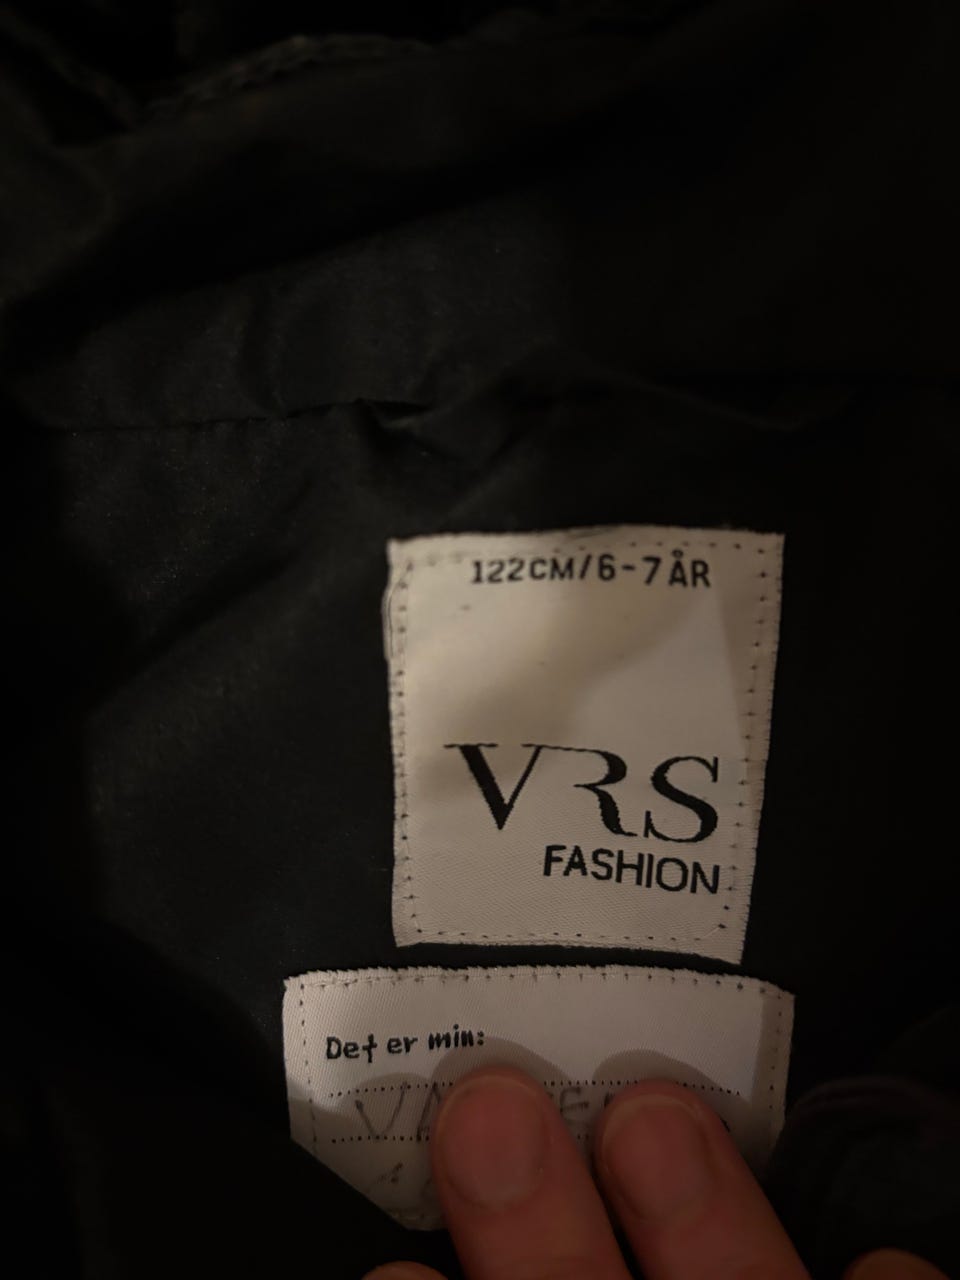 122CM/6-7ÅR
VRS
FASHION
Det er min: